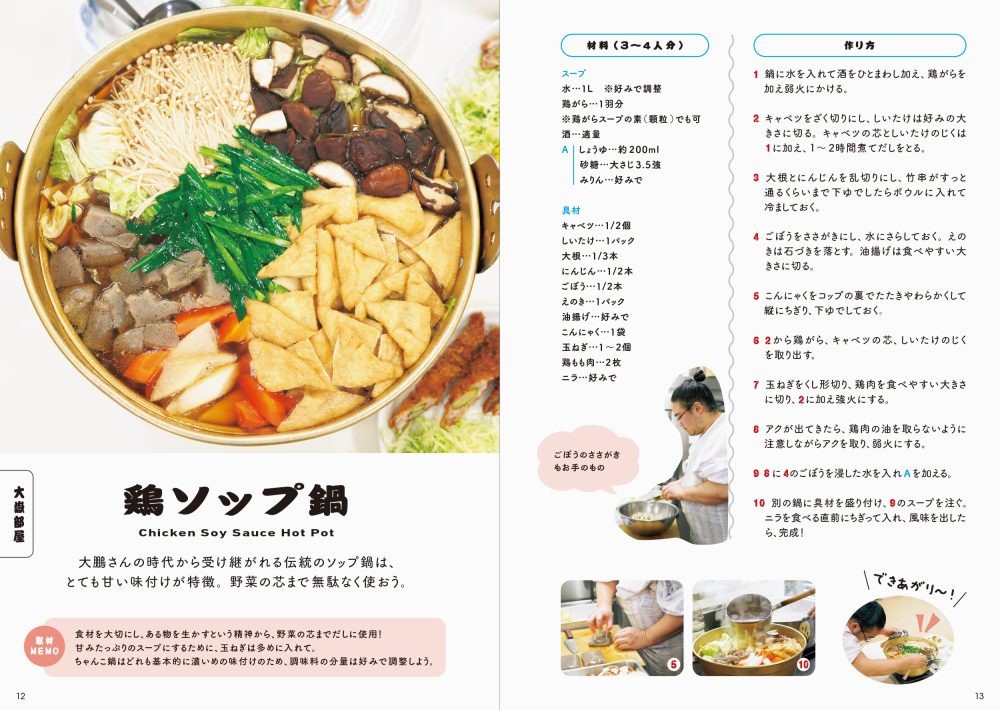 大嶽部屋
鶏ソップ鍋
Chicken Soy Sauce Hot Pot
大鵬さんの時代から受け継がれる伝統のソップ鍋は、
とても甘い味付けが特徴。野菜の芯まで無駄なく使おう。
取材
MEMO
食材を大切にし、ある物を生かすという精神から、野菜の芯までだしに使用!
甘みたっぷりのスープにするために、玉ねぎは多めに入れて。
ちゃんこ鍋はどれも基本的に濃いめの味付けのため、調味料の分量は好みで調整しよう。
12
材料(3〜4人分)
スープ
水…1L ※好みで調整
鶏がら…1羽分
※鶏がらスープの素(顆粒)でも可
酒…適量
A しょうゆ…約200ml
砂糖…大さじ3.5強
みりん…好みで
具材
キャベツ…1/2個
しいたけ…1パック
大根…1/3本
にんじん…1/2本
ごぼう…1/2本
えのき…1パック
油揚げ…好みで
こんにゃく…1袋
玉ねぎ…1〜2個
鶏もも肉…2枚
ニラ…好みで
ごぼうのささがき
もお手のもの
作り方
1 鍋に水を入れて酒をひとまわし加え、鶏がらを
加え弱火にかける。
2 キャベツをざく切りにし、しいたけは好みの大
きさに切る。キャベツの芯としいたけのじくは
1に加え、1〜2時間煮てだしをとる。
3 大根とにんじんを乱切りにし、竹串がすっと
通るくらいまで下ゆでしたらボウルに入れて
冷ましておく。
4 ごぼうをささがきにし、水にさらしておく。えの
きは石づきを落とす。油揚げは食べやすい大
きさに切る。
5 こんにゃくをコップの裏でたたきやわらかくして
縦にちぎり、下ゆでしておく。
6 2から鶏がら、キャベツの芯、しいたけのじく
を取り出す。
7 玉ねぎをくし形切り、鶏肉を食べやすい大きさ
に切り、2に加え強火にする。
8 アクが出てきたら、鶏肉の油を取らないように
注意しながらアクを取り、弱火にする。
9 8に4のごぼうを浸した水を入れAを加える。
10 別の鍋に具材を盛り付け、9のスープを注ぐ。
ニラを食べる直前にちぎって入れ、風味を出した
ら、完成!
5
10
できあがり〜!
13